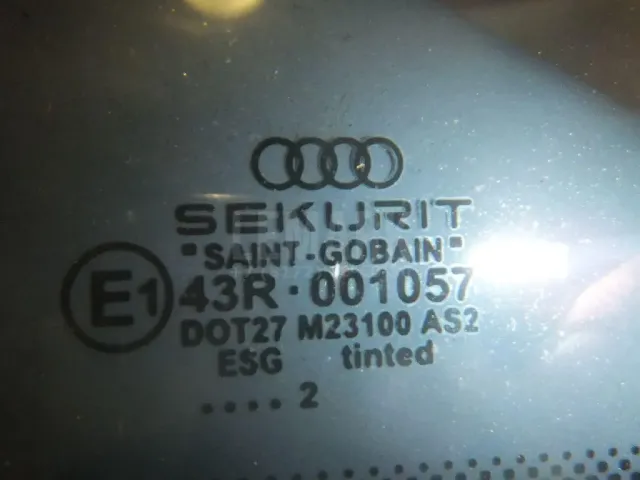 SEKURIT
"SAINT-GOBAIN"
E1 43R·001057
DOT27 M23100 AS2
ESG tinted
.... 2